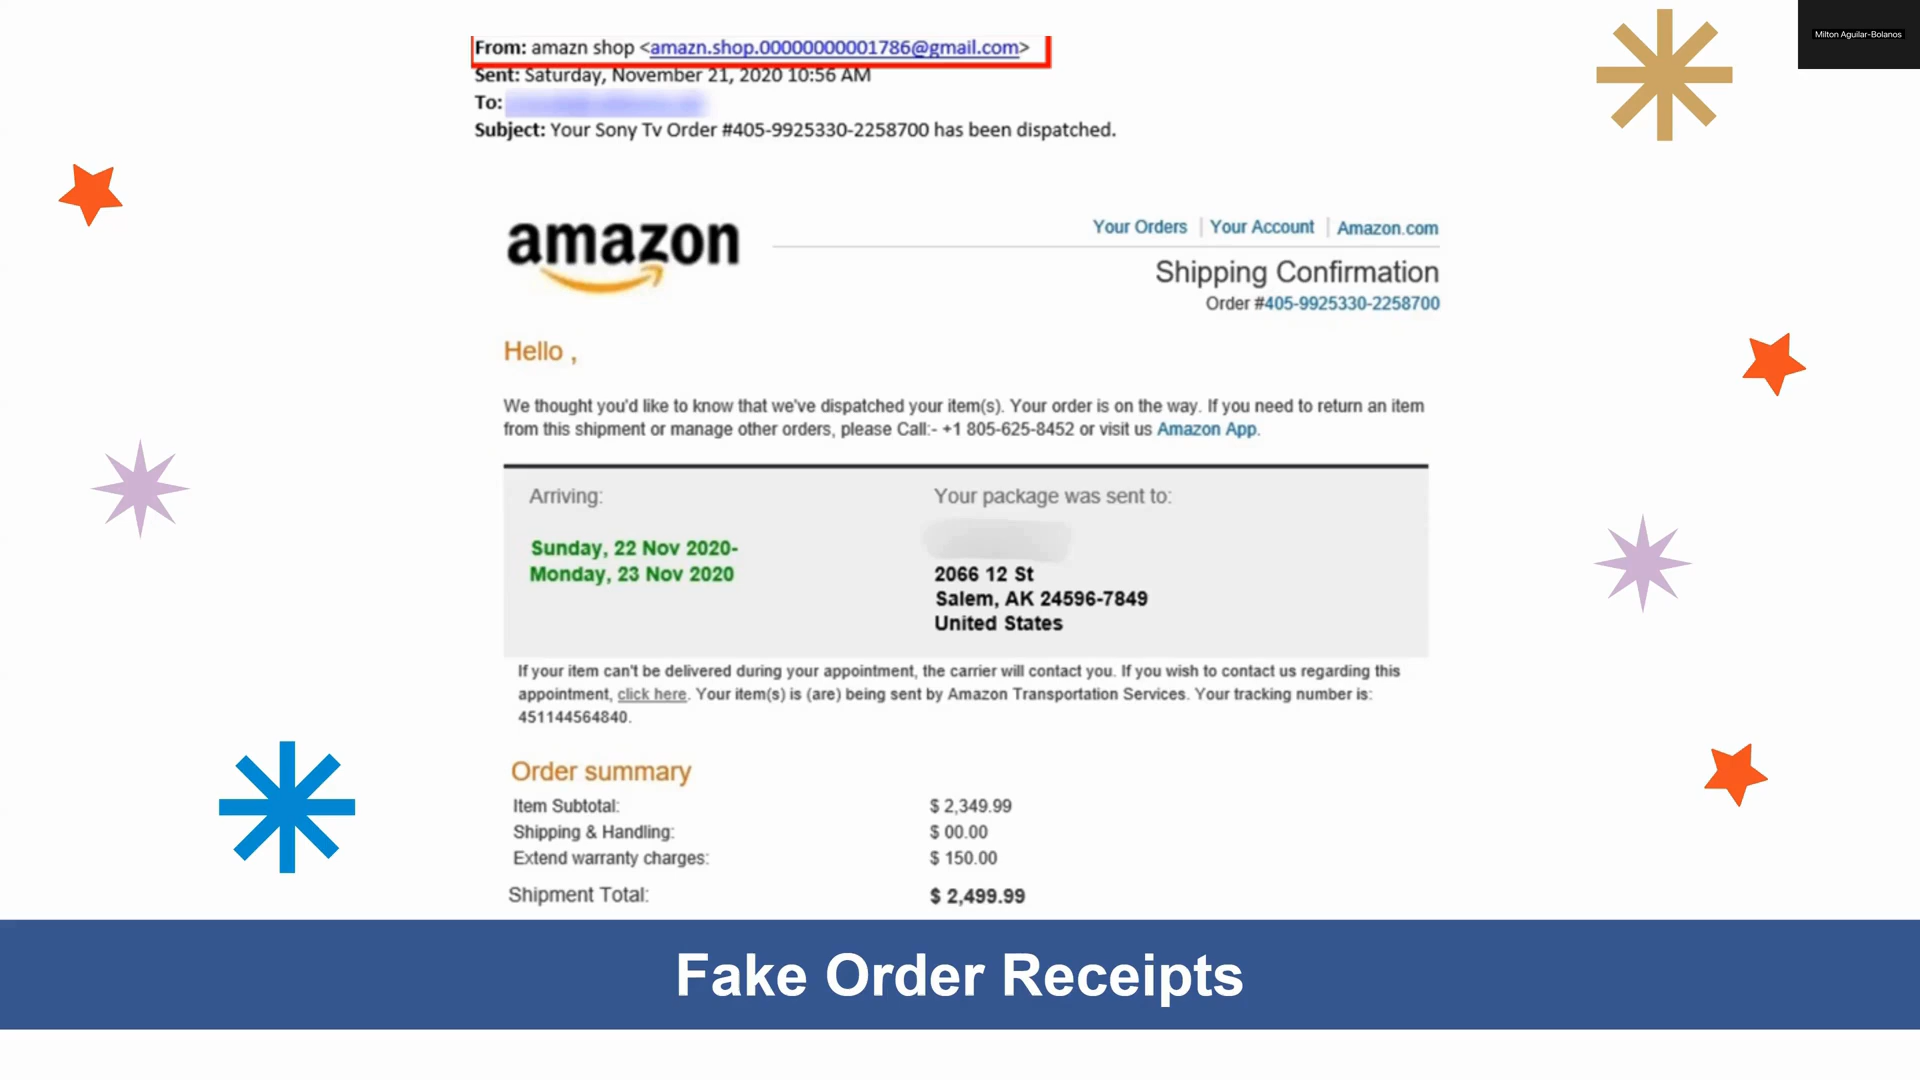 Milton Aguilar-Bolanos
From: amazn shop <amazn.shop.00000000001786@gmail.com>
Sent: Saturday, November 21, 2020 10:56 AM
To:
Subject: Your Sony Tv Order #405-9925330-2258700 has been dispatched.
amazon
Your Orders | Your Account | Amazon.com
Shipping Confirmation
Order #405-9925330-2258700
Hello ,
We thought you'd like to know that we've dispatched your item(s). Your order is on the way. If you need to return an item
from this shipment or manage other orders, please Call:- +1 805-625-8452 or visit us Amazon App.
Arriving:
Sunday, 22 Nov 2020-
Monday, 23 Nov 2020
Your package was sent to:
2066 12 St
Salem, AK 24596-7849
United States
If your item can't be delivered during your appointment, the carrier will contact you. If you wish to contact us regarding this
appointment, click here. Your item(s) is (are) being sent by Amazon Transportation Services. Your tracking number is:
451144564840.
Order summary
Item Subtotal: $ 2,349.99
Shipping & Handling: $ 00.00
Extend warranty charges: $ 150.00
Shipment Total: $ 2,499.99
Fake Order Receipts